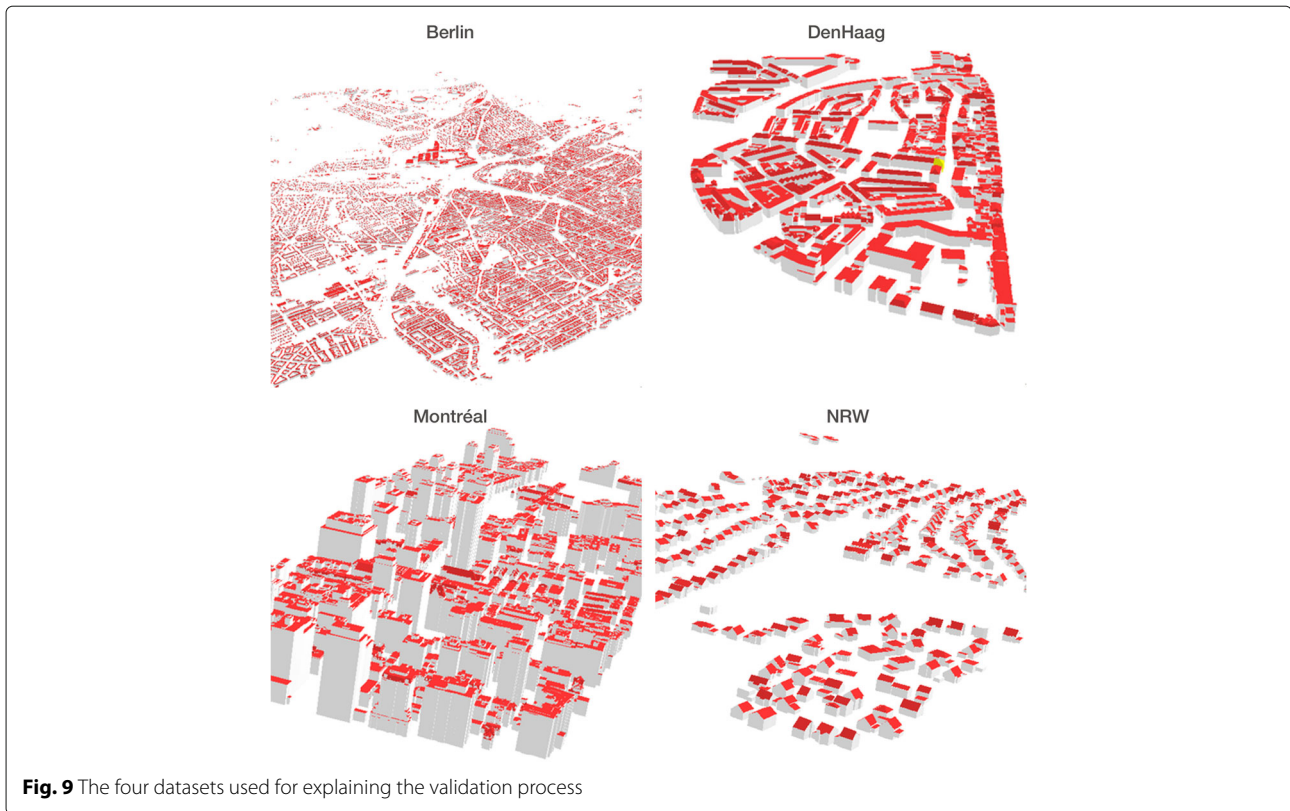 Berlin
DenHaag
Montréal
NRW
Fig. 9 The four datasets used for explaining the validation process